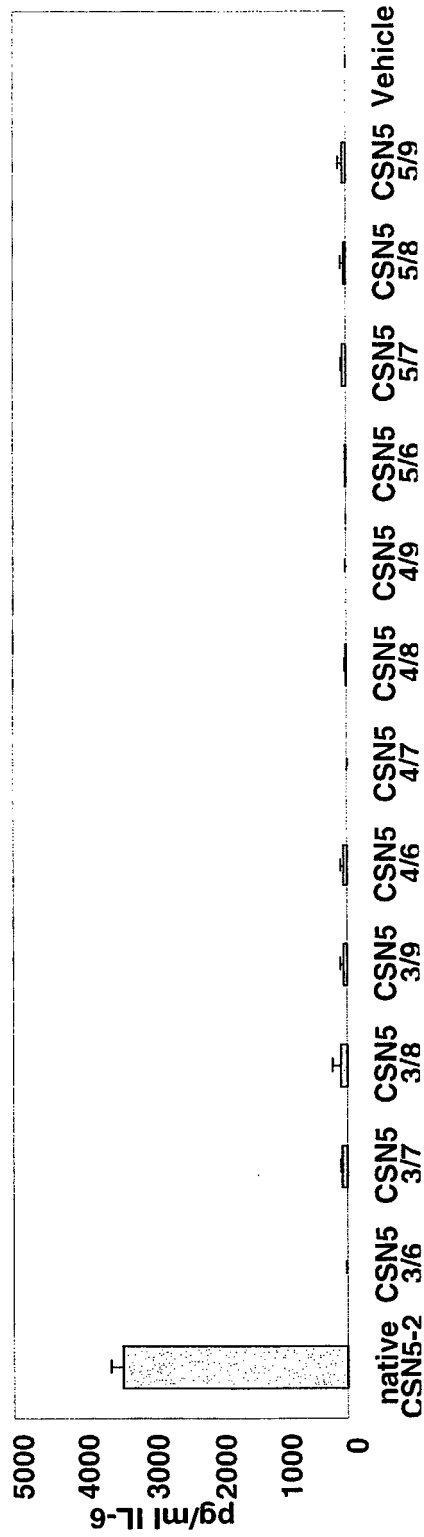 pg/ml IL-6
5000
4000
3000
2000
1000
0
native
CSN5-2
CSN5
3/6
CSN5
3/7
CSN5
3/8
CSN5
3/9
CSN5
4/6
CSN5
4/7
CSN5
4/8
CSN5
4/9
CSN5
5/6
CSN5
5/7
CSN5
5/8
CSN5
5/9
Vehicle